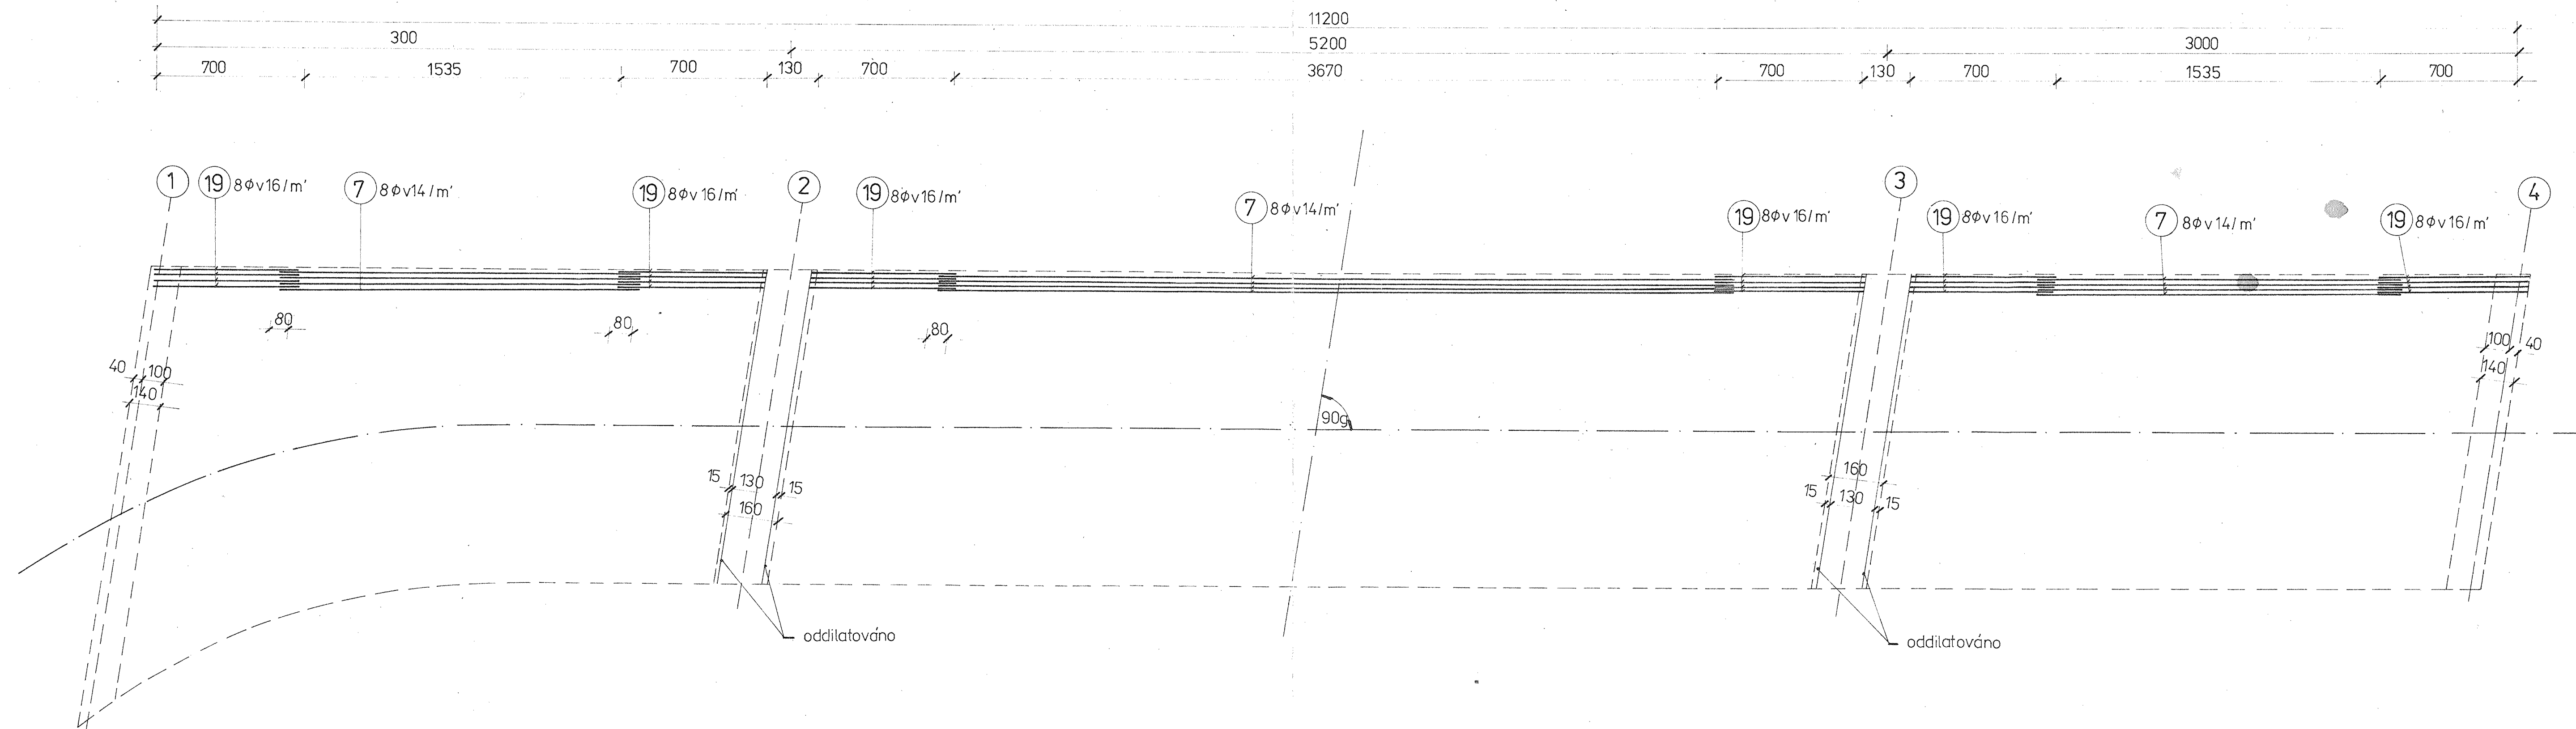 11200
300 5200 3000
700 1535 700 130 700 3670 700 130 700 1535 700
1 19 8ϕv16/m' 7 8ϕv14/m' 19 8ϕv16/m' 2 19 8ϕv16/m' 7 8ϕv14/m' 19 8ϕv16/m' 3 19 8ϕv16/m' 7 8ϕv14/m' 19 8ϕv16/m' 4
80 80 80
40 100 100 40
140 140
90g
15 130 15 160
160 15 130 15
oddilatováno oddilatováno